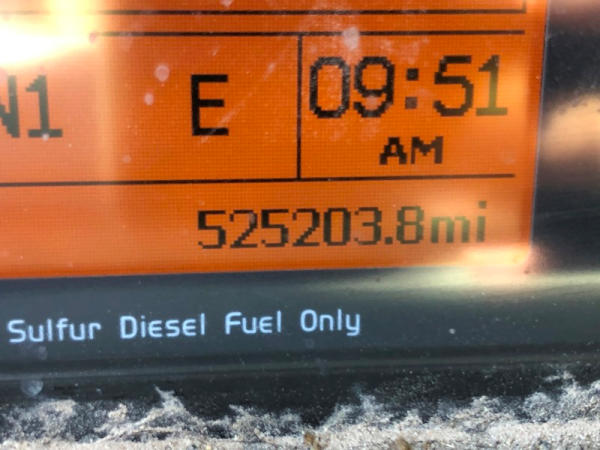 N1 E 09:51
AM
525203.8mi
Sulfur Diesel Fuel Only